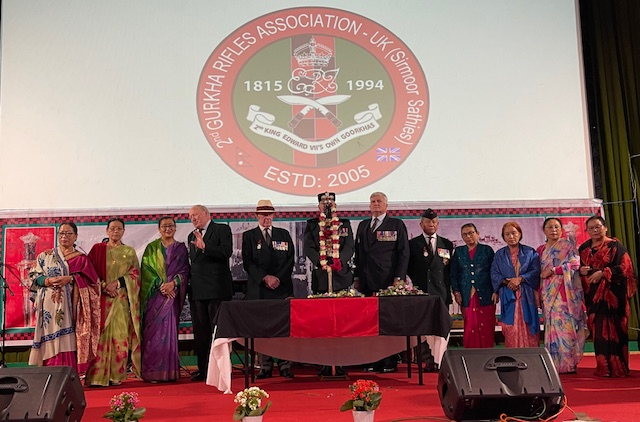 2nd GURKHA RIFLES ASSOCIATION - UK (Sirmoor Sathies)
1815 1994
2nd KING EDWARD VII'S OWN GOORKHAS
ESTD: 2005